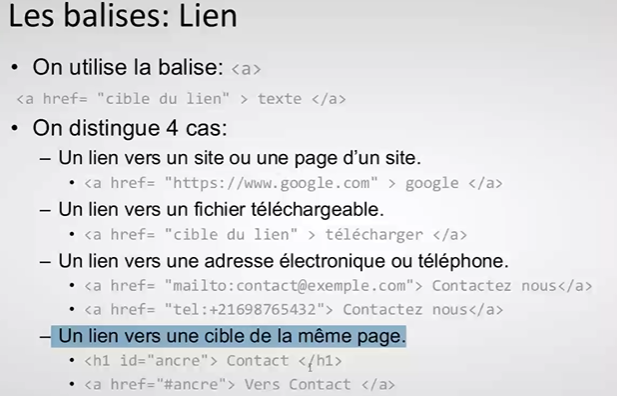 Les balises: Lien
• On utilise la balise: <a>
<a href= "cible du lien" > texte </a>
• On distingue 4 cas:
– Un lien vers un site ou une page d'un site.
• <a href= "https://www.google.com" > google </a>
– Un lien vers un fichier téléchargeable.
• <a href= "cible du lien" > télécharger </a>
– Un lien vers une adresse électronique ou téléphone.
• <a href= "mailto:contact@exemple.com"> Contactez nous</a>
• <a href= "tel:+21698765432"> Contactez nous</a>
– Un lien vers une cible de la même page.
• <h1 id="ancre"> Contact </h1>
• <a href="#ancre"> Vers Contact </a>